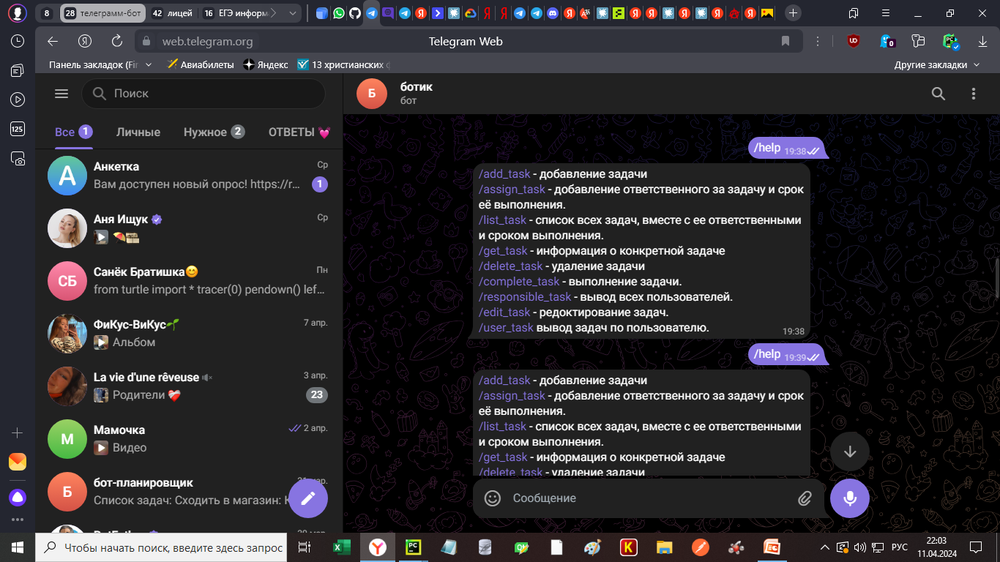 8
28 телеграмм-бот
42 лицей
16 ЕГЭ информ
web.telegram.org
Telegram Web
0
Панель закладок (Fir
Авиабилеты
Яндекс
13 христианских
Другие закладки
125
Поиск
Все 1
Личные
Нужное 2
ОТВЕТЫ 💓
А
Анкетка
Ср
Вам доступен новый опрос! https://r...
1
Аня Ищук
Ср
СБ
Санёк Братишка😊
Пн
from turtle import * tracer(0) pendown() lef...
ФиКус-ВиКус🌱
7 апр.
Альбом
La vie d'une rêveuse
3 апр.
Родители ❤️‍🩹
23
М
Мамочка
2 апр.
Видео
Б
бот-планировщик
Список задач: Сходить в магазин:
Б
ботик
бот
/help 19:38
/add_task - добавление задачи
/assign_task - добавление ответственного за задачу и срок
её выполнения.
/list_task - список всех задач, вместе с ее ответственными
и сроком выполнения.
/get_task - информация о конкретной задаче
/delete_task - удаление задачи
/complete_task - выполнение задачи.
/responsible_task - вывод всех пользователей.
/edit_task - редоктирование задач.
/user_task вывод задач по пользователю.
19:38
/help 19:39
/add_task - добавление задачи
/assign_task - добавление ответственного за задачу и срок
её выполнения.
/list_task - список всех задач, вместе с ее ответственными
и сроком выполнения.
/get_task - информация о конкретной задаче
/delete_task - удаление задачи
Сообщение
Чтобы начать поиск, введите здесь запрос
РУС
22:03
11.04.2024